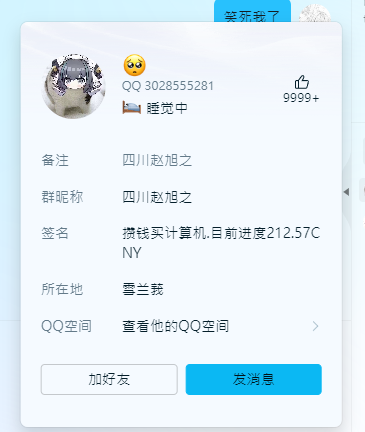 笑死我了
🥺
QQ 3028555281
睡觉中
9999+
备注 四川赵旭之
群昵称 四川赵旭之
签名 攒钱买计算机.目前进度212.57C
NY
所在地 雪兰莪
QQ空间 查看他的QQ空间
加好友 发消息